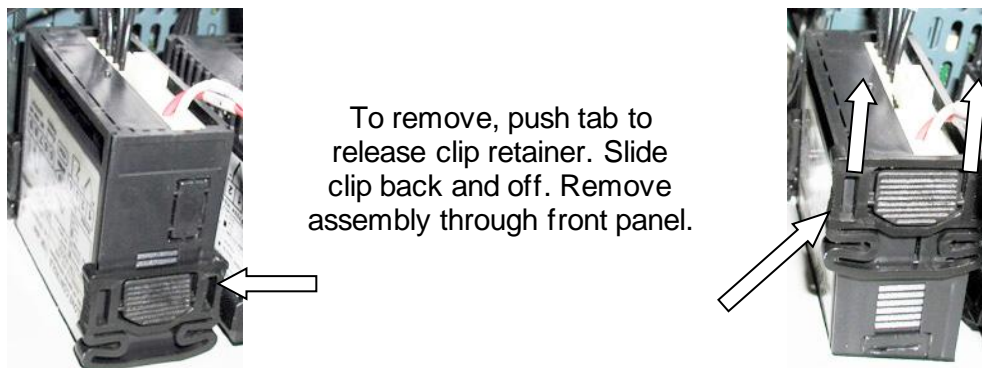 To remove, push tab to
release clip retainer. Slide
clip back and off. Remove
assembly through front panel.